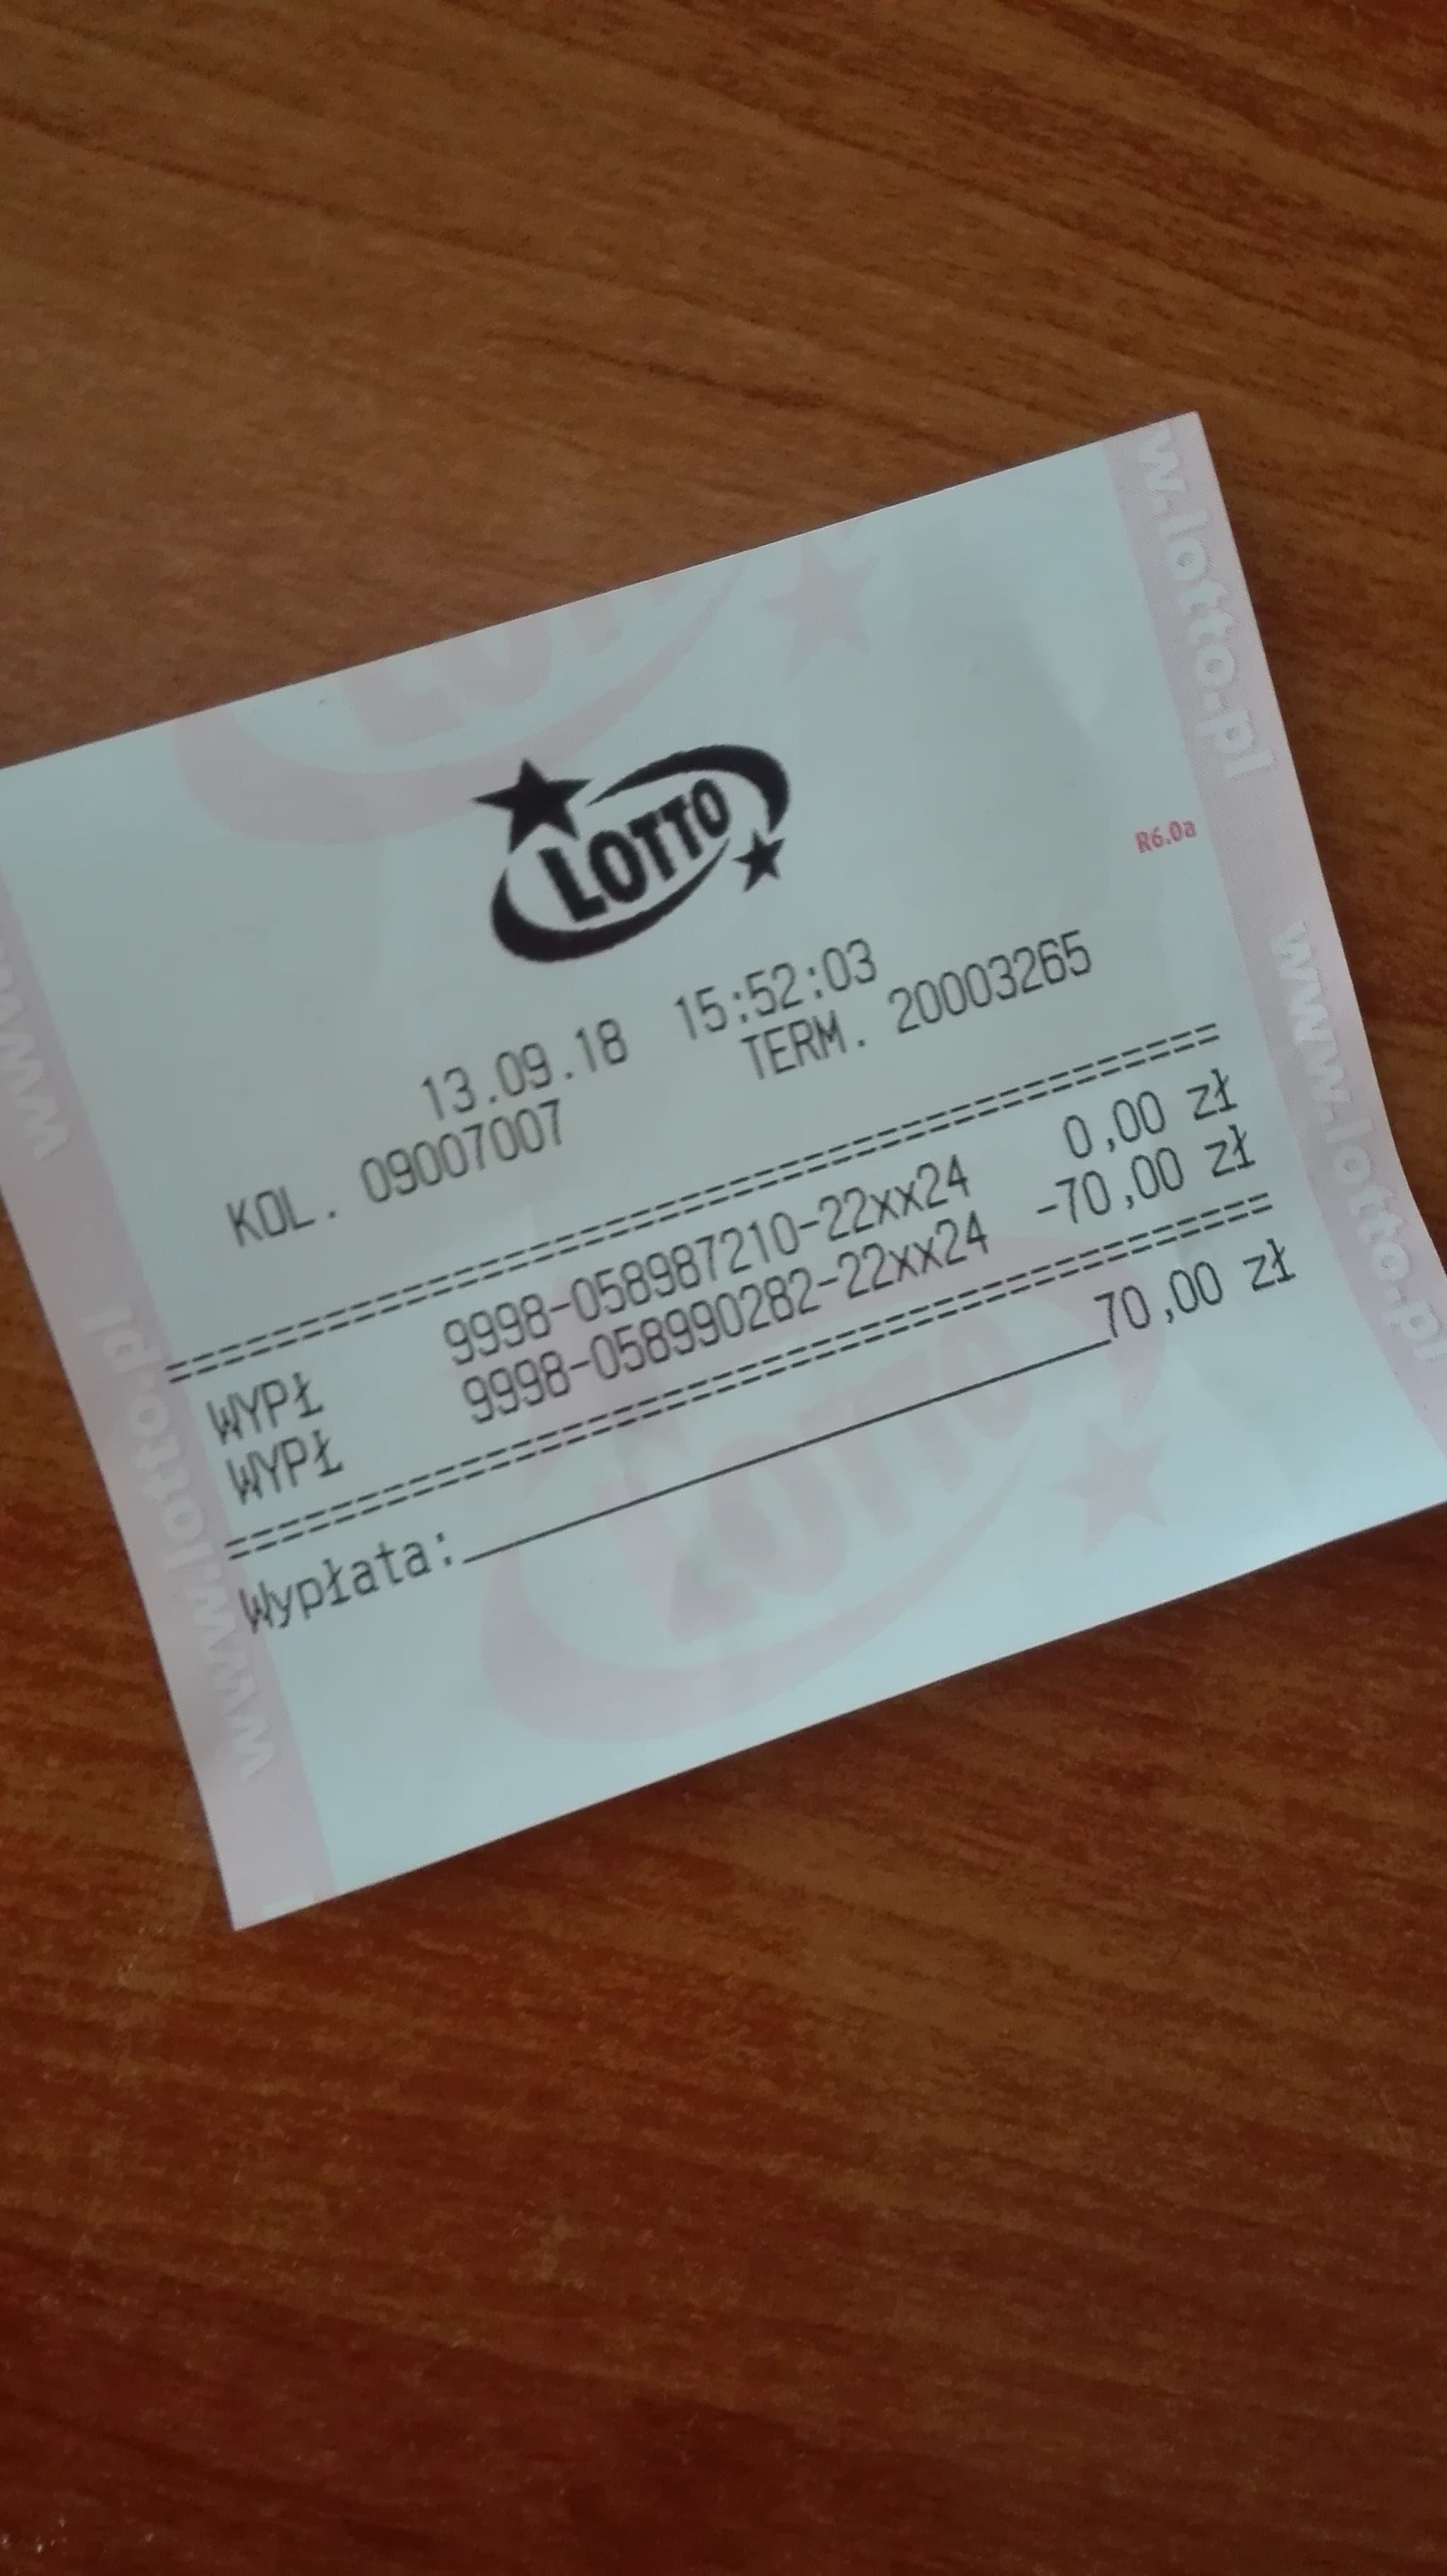 LOTTO
R6.0a
13.09.18 15:52:03
KOL. 09007007 TERM. 20003265
WYPŁ 9998-058987210-22xx24 0,00 zł
WYPŁ 9998-058990282-22xx24 -70,00 zł
Wypłata: 70,00 zł
LOTTO
w.lotto.pl
www.lotto.pl
www
www.lotto.pl